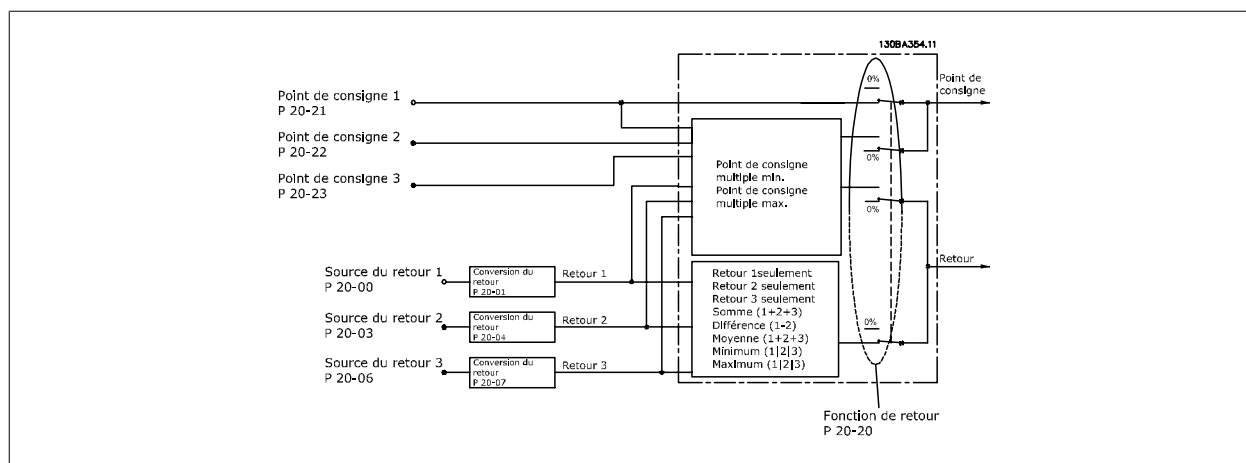 130BA354.11
Point de consigne 1
P 20-21
Point de consigne 2
P 20-22
Point de consigne 3
P 20-23
0%
Point de
consigne
0%
Point de consigne
multiple min.
Point de consigne
multiple max.
0%
Source du retour 1
P 20-00
Conversion du
retour
P 20-01
Retour 1
Source du retour 2
P 20-03
Conversion du
retour
P 20-04
Retour 2
Source du retour 3
P 20-06
Conversion du
retour
P 20-07
Retour 3
Retour 1seulement
Retour 2 seulement
Retour 3 seulement
Somme (1+2+3)
Différence (1-2)
Moyenne (1+2+3)
Minimum (1|2|3)
Maximum (1|2|3)
0%
Retour
Fonction de retour
P 20-20